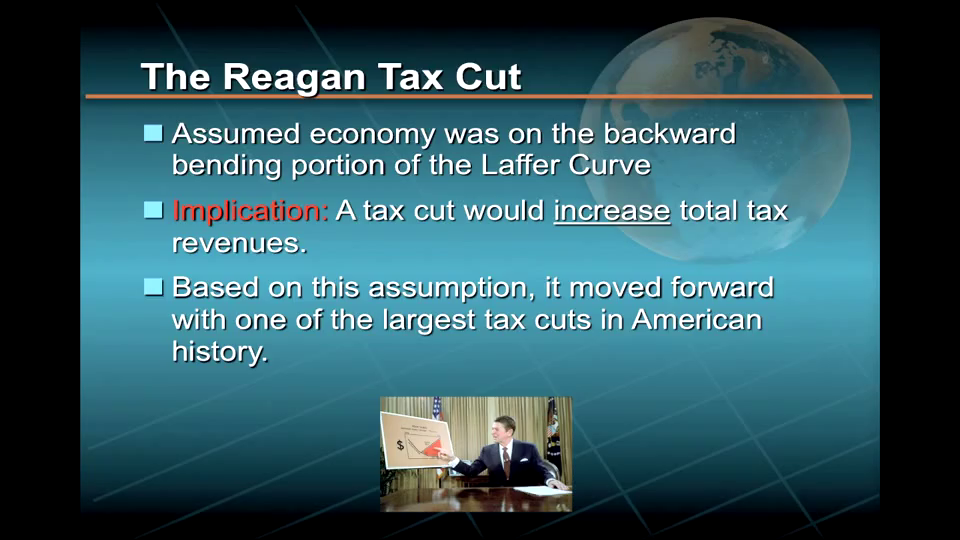 The Reagan Tax Cut
Assumed economy was on the backward
bending portion of the Laffer Curve
Implication: A tax cut would increase total tax
revenues.
Based on this assumption, it moved forward
with one of the largest tax cuts in American
history.
$